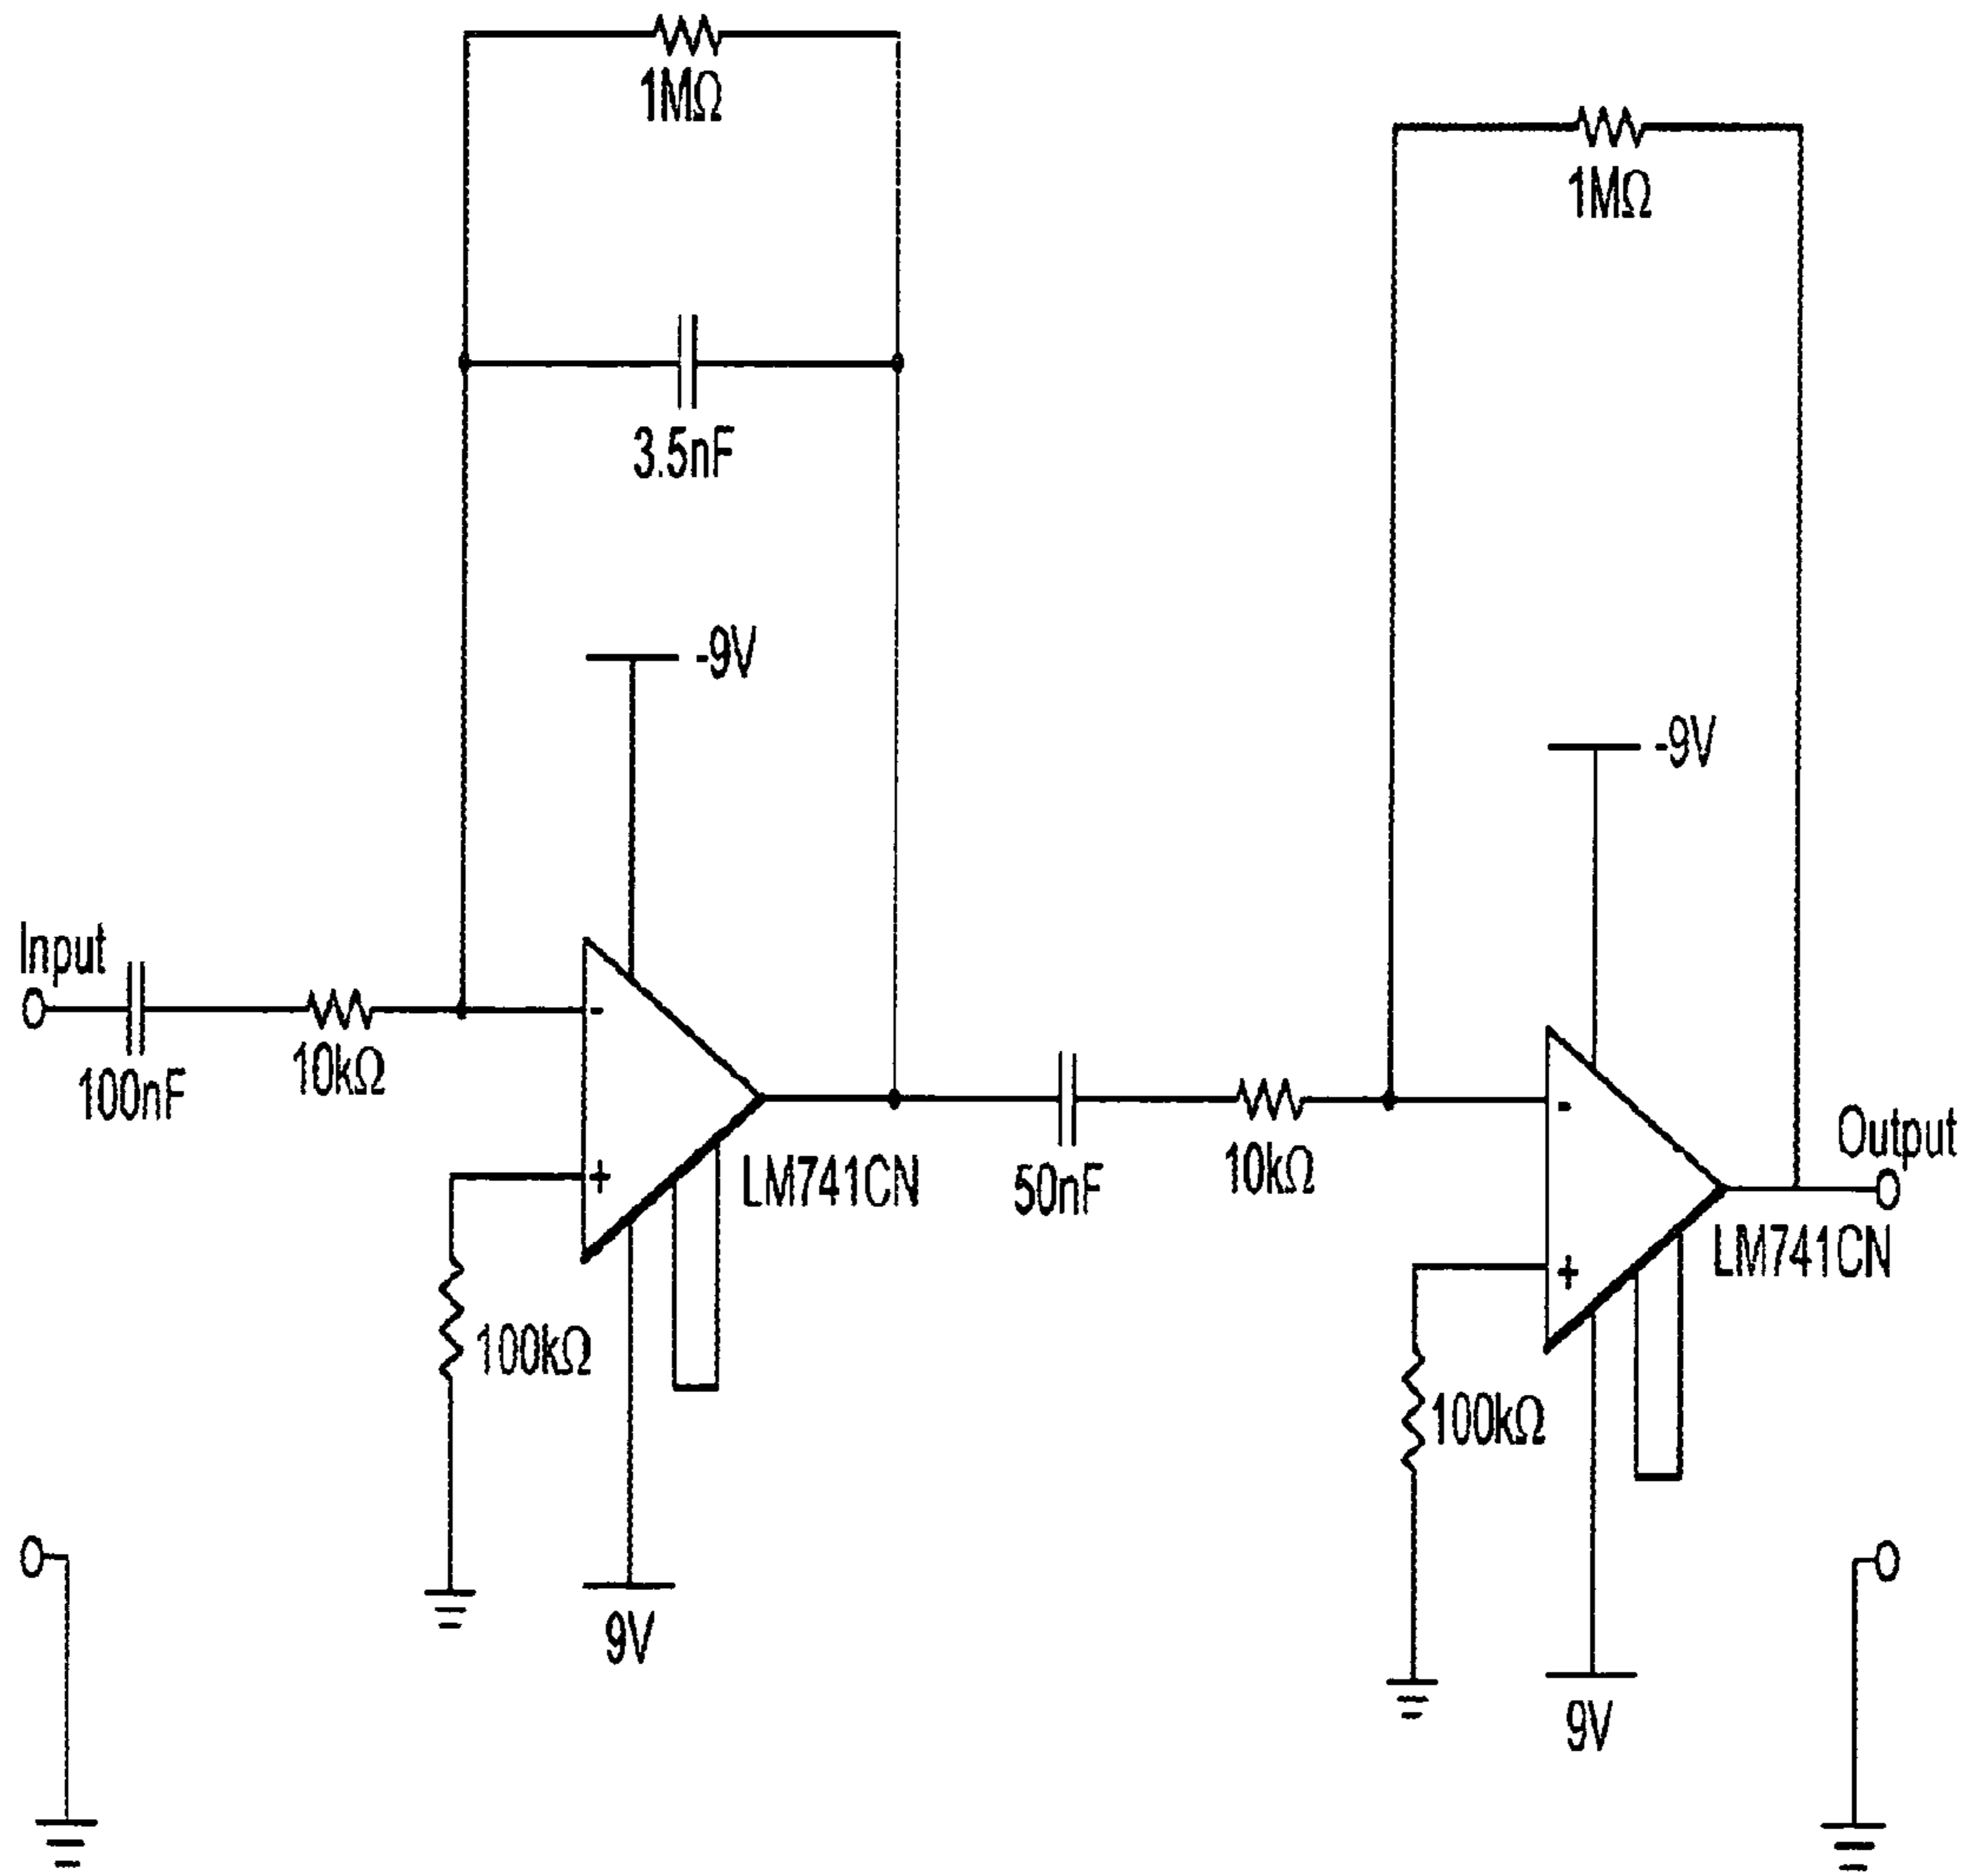 1MΩ
1MΩ
3.5nF
-9V
-9V
Input
100nF
10kΩ
-
+
LM741CN
100kΩ
9V
50nF
10kΩ
-
+
Output
LM741CN
100kΩ
9V